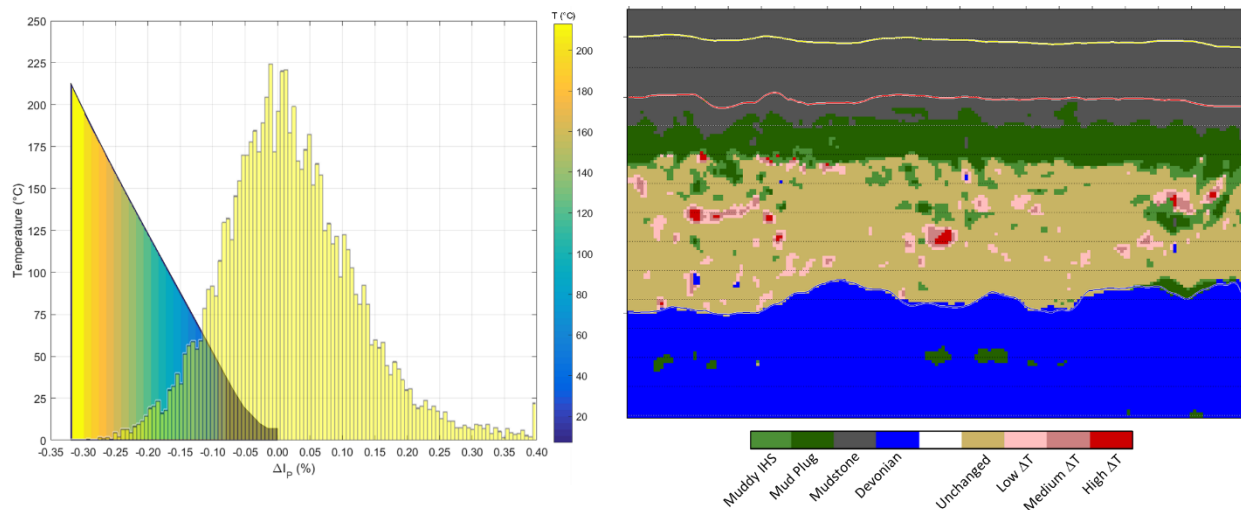 T (°C)
250
225
200
175
150
125
100
75
50
25
0
Temperature (°C)
-0.35 -0.30 -0.25 -0.20 -0.15 -0.10 -0.05 0.00 0.05 0.10 0.15 0.20 0.25 0.30 0.35 0.40
ΔIP (%)
200
180
160
140
120
100
80
60
40
20
Muddy IHS
Mud Plug
Mudstone
Devonian
Unchanged
Low ΔT
Medium ΔT
High ΔT